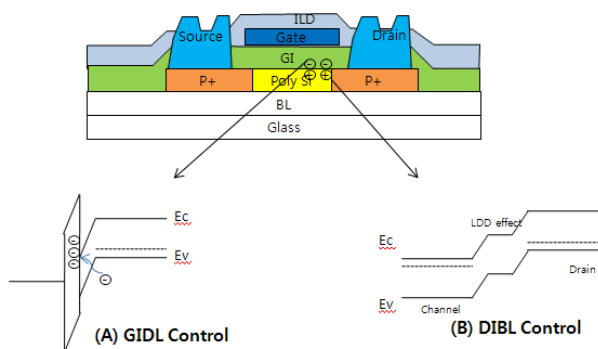 ILD
Source
Gate
Drain
GI
P+
Poly Si
P+
BL
Glass
Ec
Ev
LDD effect
Ec
Ev
Channel
Drain
(A) GIDL Control
(B) DIBL Control